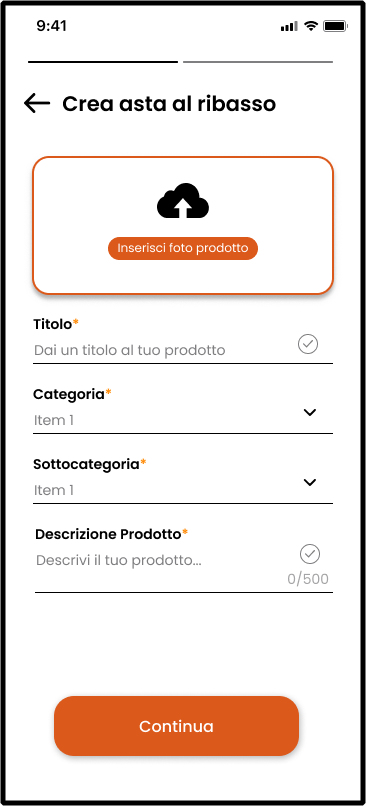 9:41
Crea asta al ribasso
Inserisci foto prodotto
Titolo*
Dai un titolo al tuo prodotto
Categoria*
Item 1
Sottocategoria*
Item 1
Descrizione Prodotto*
Descrivi il tuo prodotto...
0/500
Continua